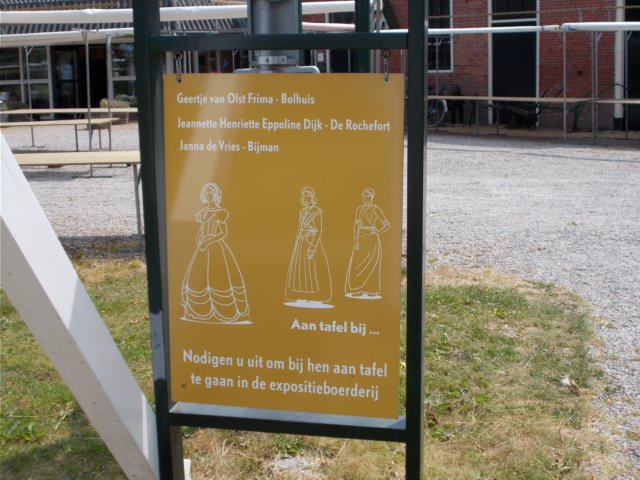 Geertje van Olst Frima - Bolhuis
Jeannette Henriette Eppoline Dijk - De Rochefort
Janna de Vries - Bijman
Aan tafel bij ...
Nodigen u uit om bij hen aan tafel
te gaan in de expositieboerderij